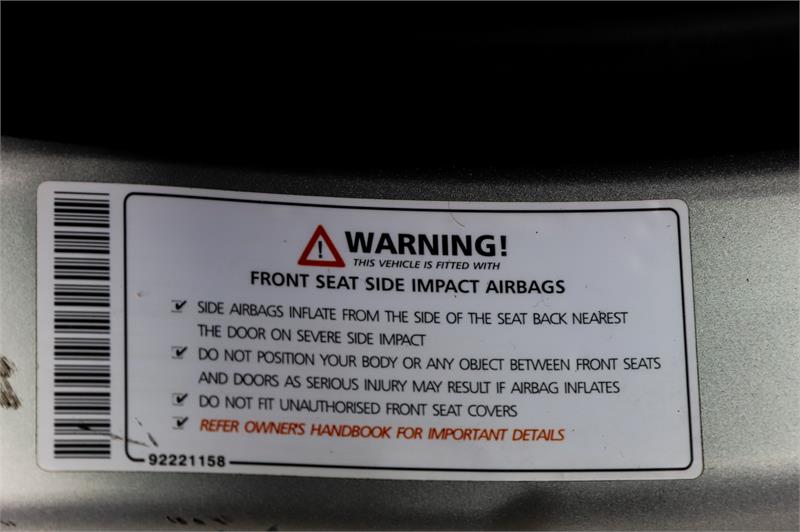 WARNING!
THIS VEHICLE IS FITTED WITH
FRONT SEAT SIDE IMPACT AIRBAGS
SIDE AIRBAGS INFLATE FROM THE SIDE OF THE SEAT BACK NEAREST
THE DOOR ON SEVERE SIDE IMPACT
DO NOT POSITION YOUR BODY OR ANY OBJECT BETWEEN FRONT SEATS
AND DOORS AS SERIOUS INJURY MAY RESULT IF AIRBAG INFLATES
DO NOT FIT UNAUTHORISED FRONT SEAT COVERS
REFER OWNER'S HANDBOOK FOR IMPORTANT DETAILS
92221158